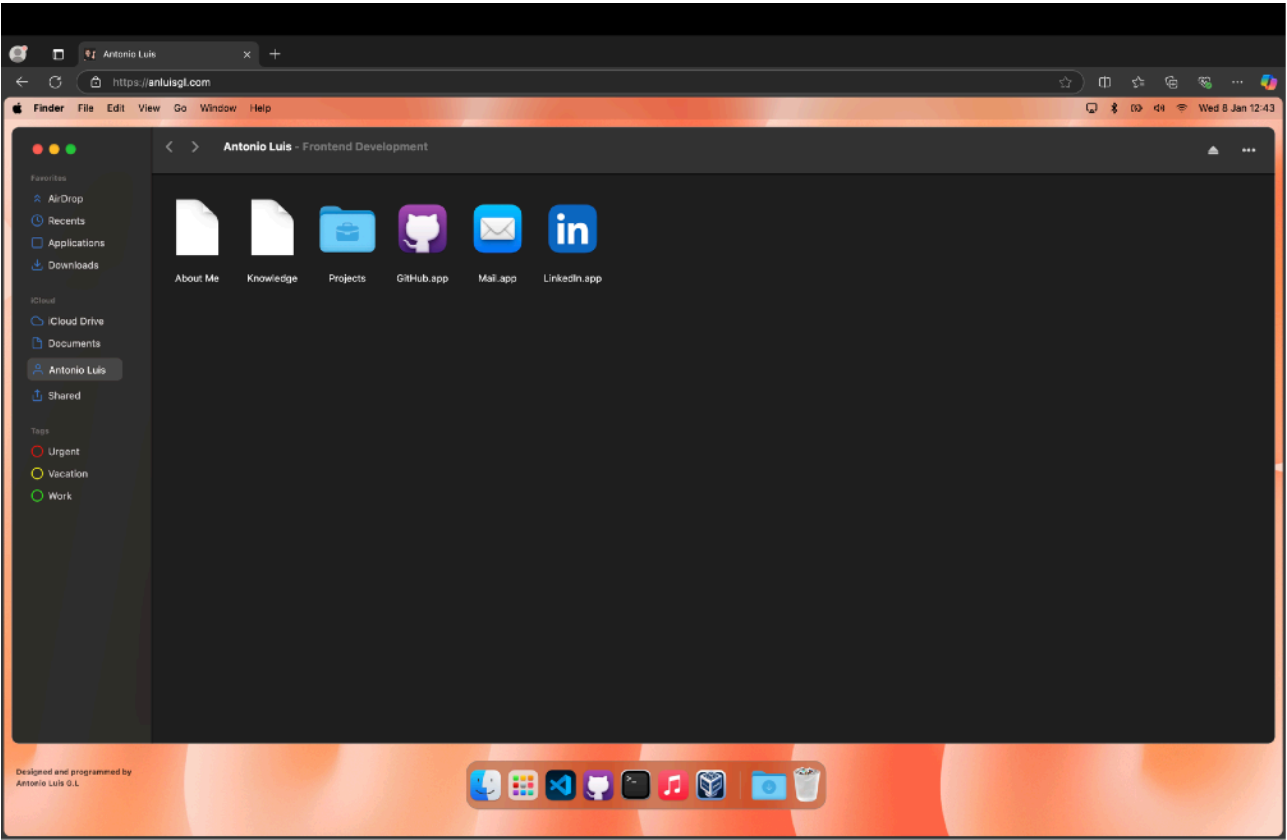 Antonio Luis
https://anluisgl.com
Finder File Edit View Go Window Help
Wed 8 Jan 12:43
Antonio Luis - Frontend Development
Favorites
AirDrop
Recents
Applications
Downloads
iCloud
iCloud Drive
Documents
Antonio Luis
Shared
Tags
Urgent
Vacation
Work
About Me
Knowledge
Projects
GitHub.app
Mail.app
LinkedIn.app
in
Designed and programmed by
Antonio Luis G.L